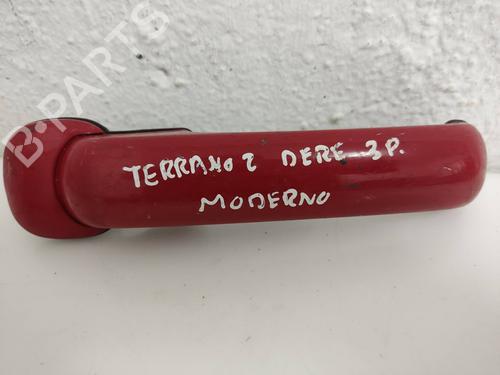 B-PARTS
TERRANO 2 DERE 3P.
MODERNO